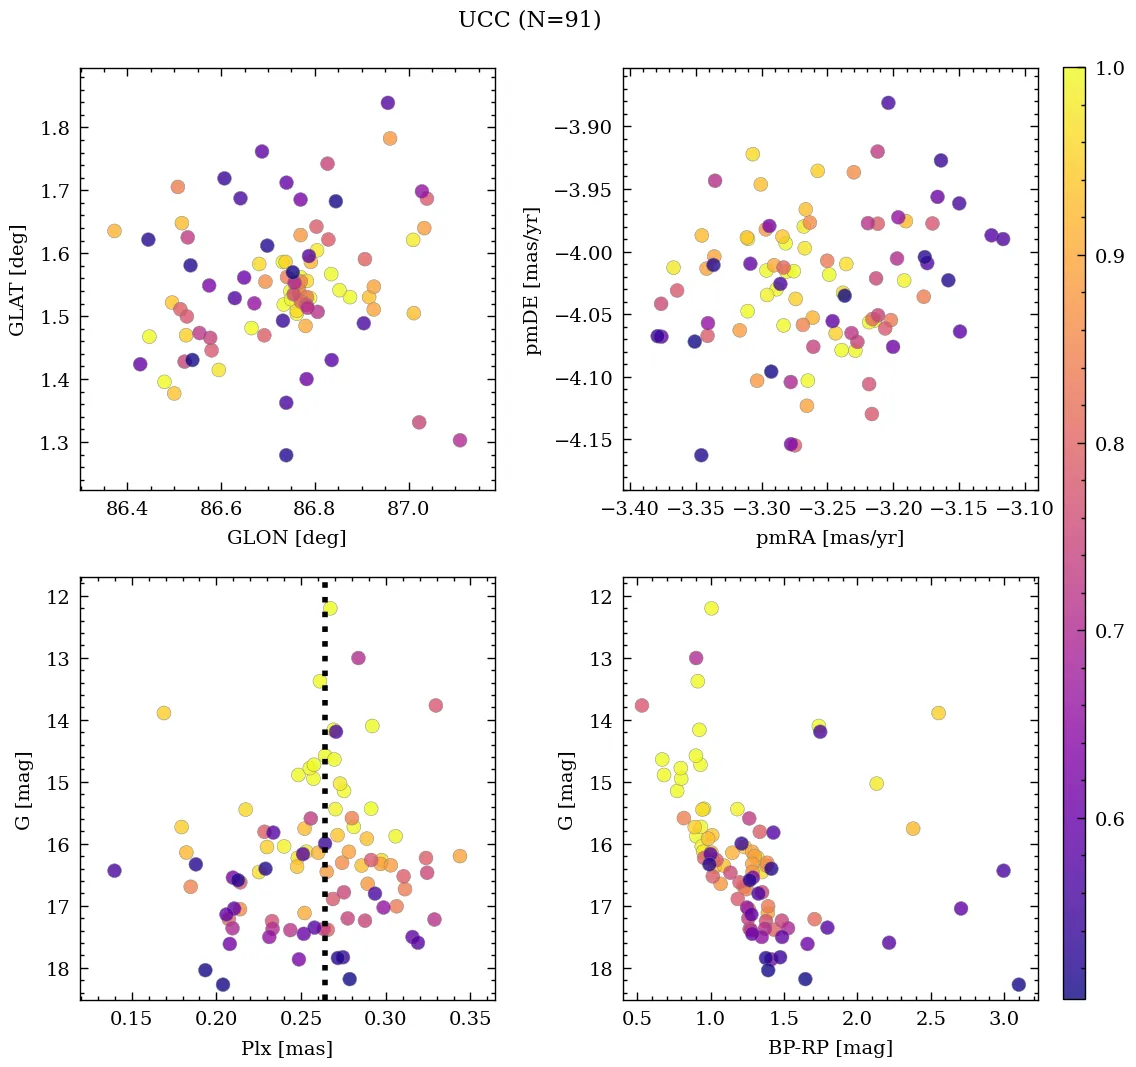 UCC (N=91)
1.8
1.7
1.6
1.5
1.4
1.3
GLAT [deg]
86.4 86.6 86.8 87.0
GLON [deg]
−3.90
−3.95
−4.00
−4.05
−4.10
−4.15
pmDE [mas/yr]
−3.40 −3.35 −3.30 −3.25 −3.20 −3.15 −3.10
pmRA [mas/yr]
12
13
14
15
16
17
18
G [mag]
0.15 0.20 0.25 0.30 0.35
Plx [mas]
12
13
14
15
16
17
18
G [mag]
0.5 1.0 1.5 2.0 2.5 3.0
BP-RP [mag]
1.0
0.9
0.8
0.7
0.6